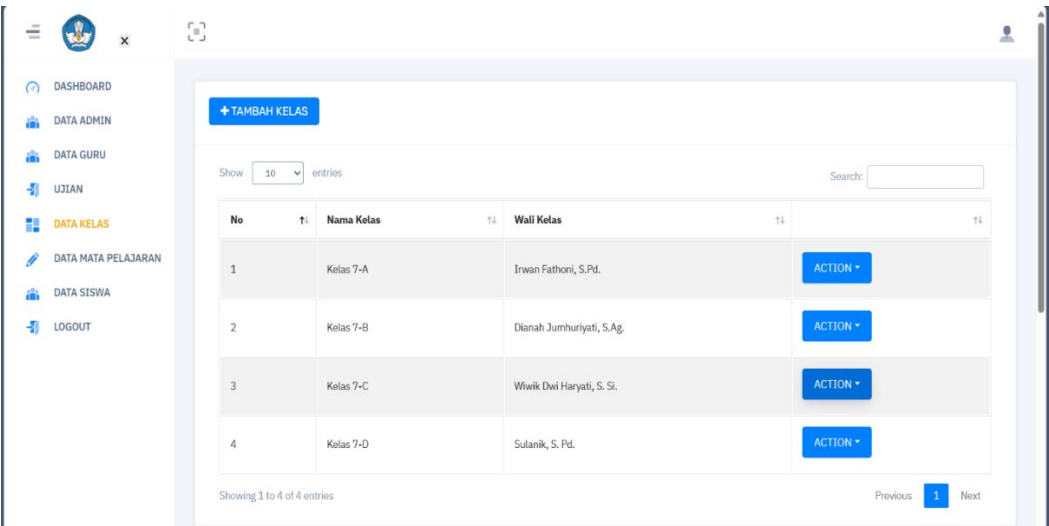 DASHBOARD
DATA ADMIN
DATA GURU
UJIAN
DATA KELAS
DATA MATA PELAJARAN
DATA SISWA
LOGOUT
+ TAMBAH KELAS
Show 10 entries
Search:
No Nama Kelas Wali Kelas
1 Kelas 7-A Irwan Fathoni, S.Pd. ACTION
2 Kelas 7-B Dianah Jumhuriyati, S.Ag. ACTION
3 Kelas 7-C Wiwik Dwi Haryati, S. Si. ACTION
4 Kelas 7-D Sulanik, S. Pd. ACTION
Showing 1 to 4 of 4 entries
Previous 1 Next